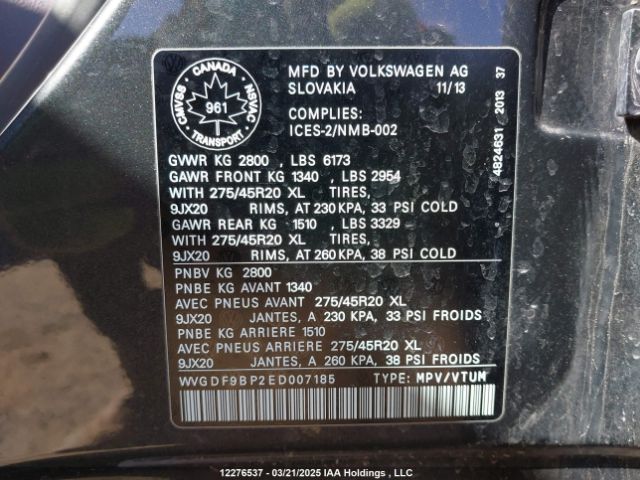 CANADA
CMVSS NSVAC
961
TRANSPORT
MFD BY VOLKSWAGEN AG
SLOVAKIA 11/13
COMPLIES:
ICES-2/NMB-002
4824631 2013 37
GVWR KG 2800 , LBS 6173
GAWR FRONT KG 1340 , LBS 2954
WITH 275/45R20 XL TIRES,
9JX20 RIMS, AT 230 KPA, 33 PSI COLD
GAWR REAR KG 1510 , LBS 3329
WITH 275/45R20 XL TIRES,
9JX20 RIMS, AT 260 KPA, 38 PSI COLD
PNBV KG 2800
PNBE KG AVANT 1340
AVEC PNEUS AVANT 275/45R20 XL
9JX20 JANTES, A 230 KPA, 33 PSI FROIDS
PNBE KG ARRIERE 1510
AVEC PNEUS ARRIERE 275/45R20 XL
9JX20 JANTES, A 260 KPA, 38 PSI FROIDS
WVGDF9BP2ED007185 TYPE: MPV/VTUM
12276537 - 03/21/2025 IAA Holdings , LLC